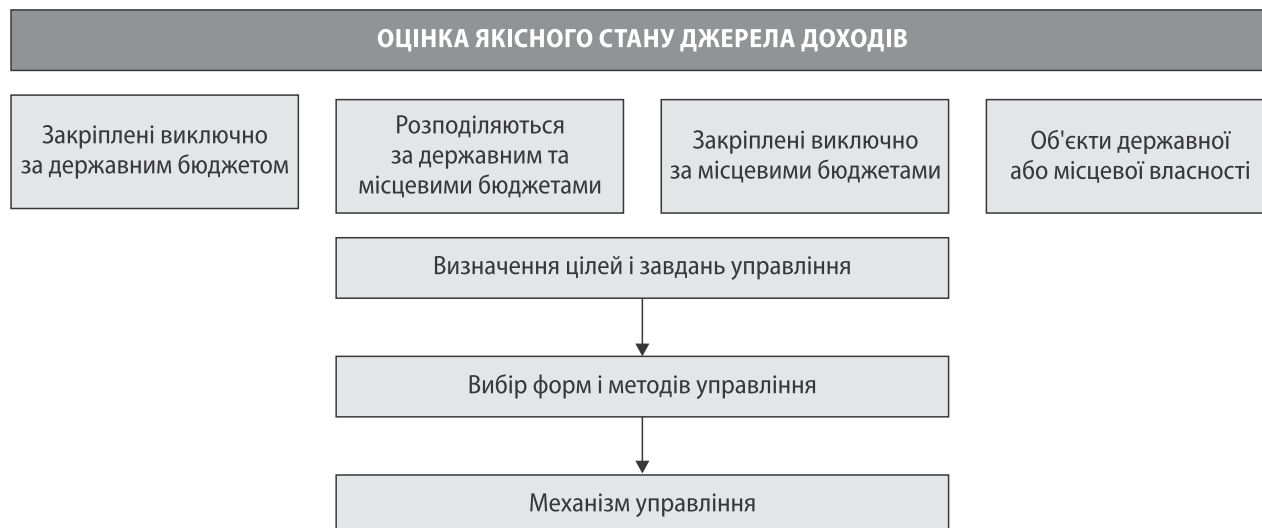 ОЦІНКА ЯКІСНОГО СТАНУ ДЖЕРЕЛА ДОХОДІВ
Закріплені виключно
за державним бюджетом
Розподіляються
за державним та
місцевими бюджетами
Закріплені виключно
за місцевими бюджетами
Об'єкти державної
або місцевої власності
Визначення цілей і завдань управління
Вибір форм і методів управління
Механізм управління